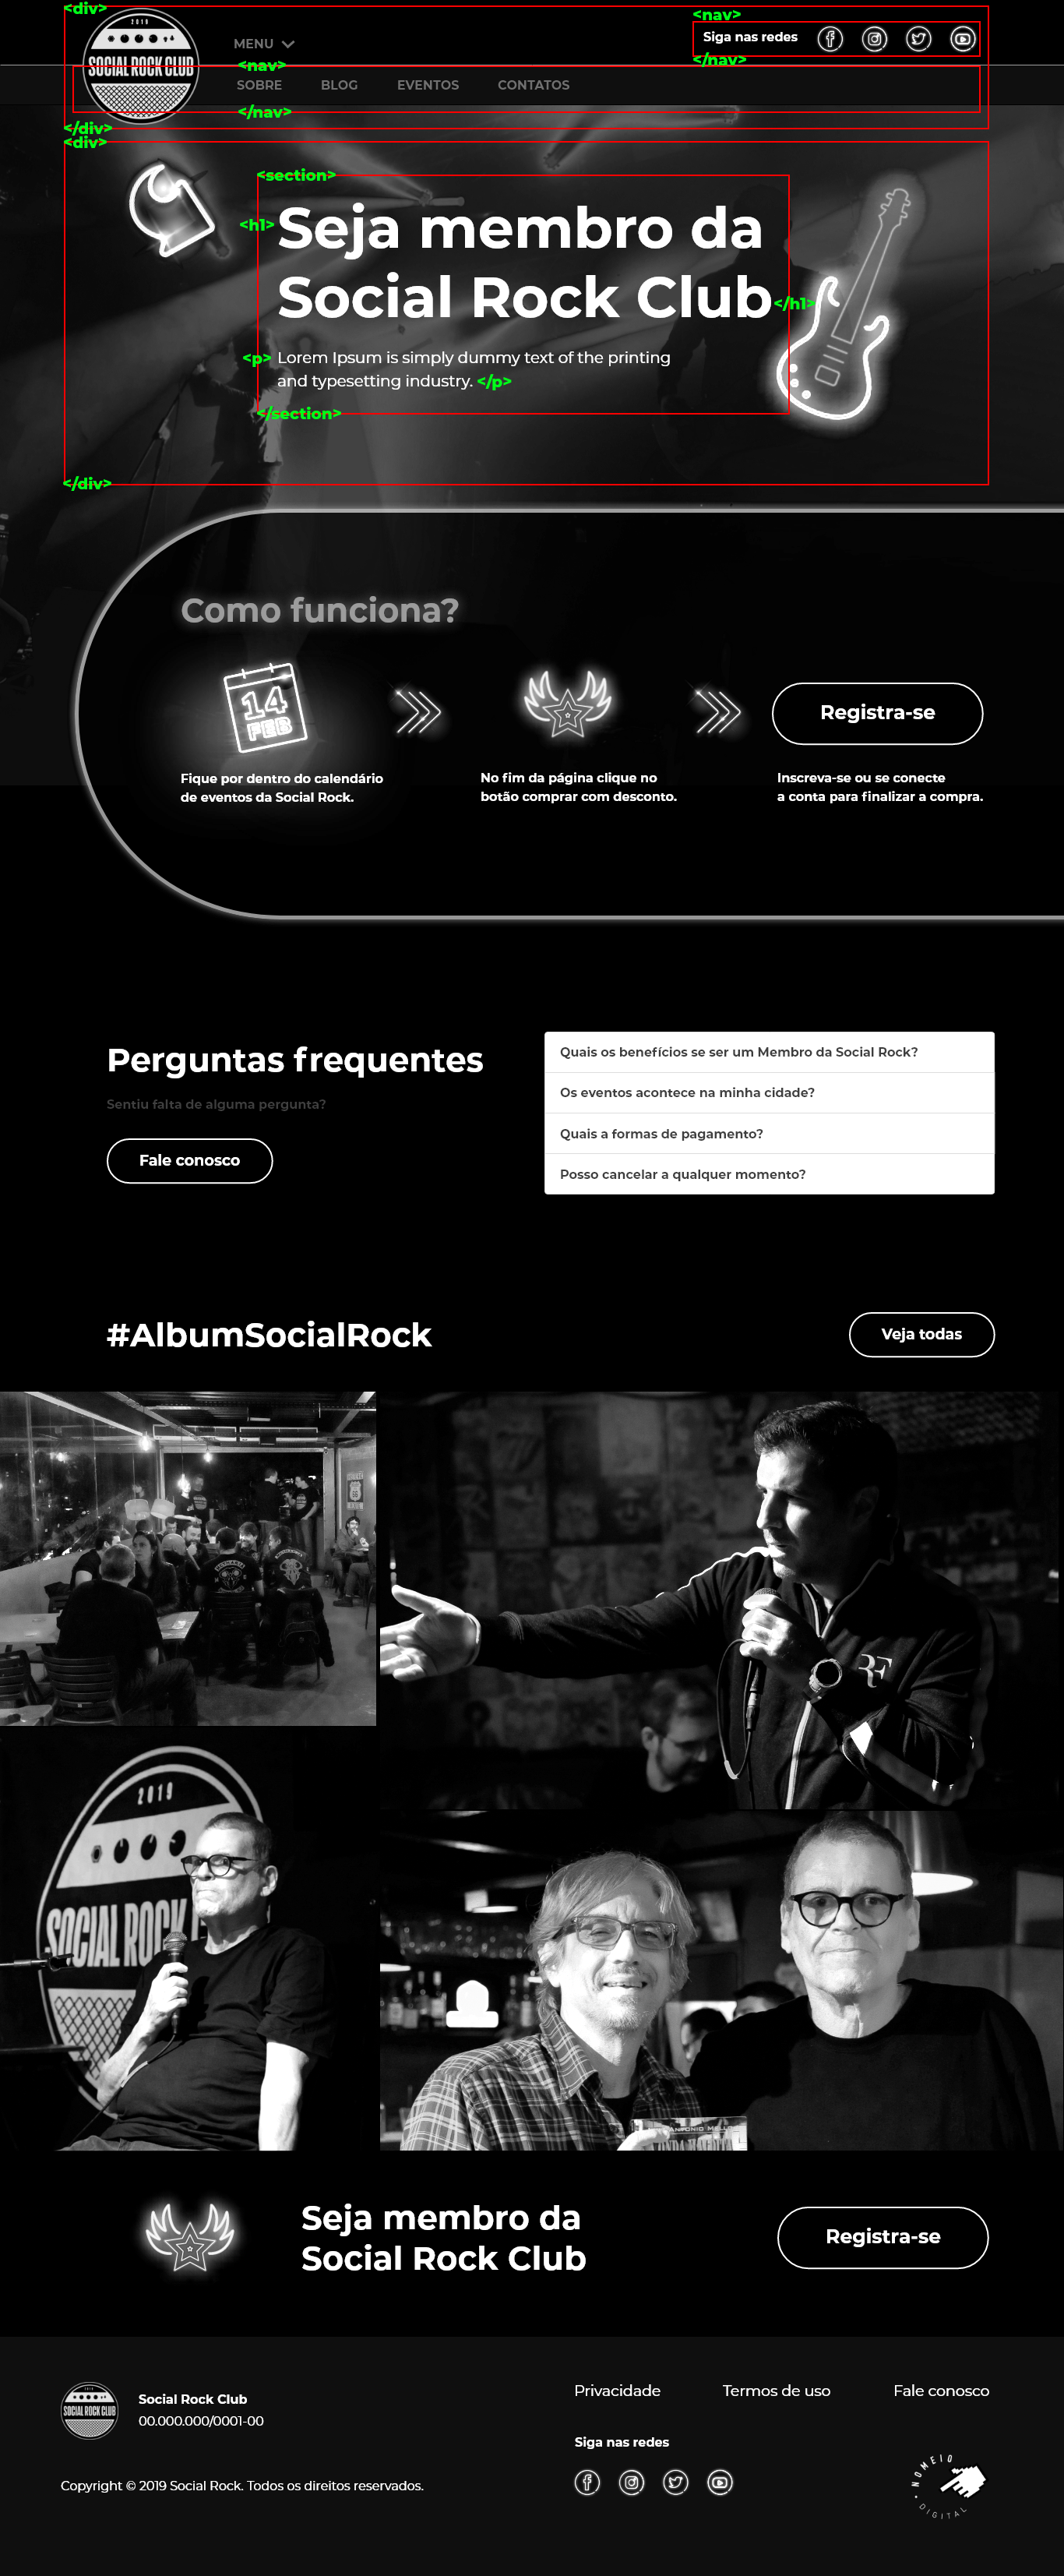 <div>
2019
SOCIAL ROCK CLUB
MENU
<nav>
Siga nas redes
</nav>
<nav>
SOBRE BLOG EVENTOS CONTATOS
</nav>
</div>
<div>
<section>
<h1> Seja membro da
Social Rock Club </h1>
<p> Lorem Ipsum is simply dummy text of the printing
and typesetting industry. </p>
</section>
</div>
Como funciona?
14
FEB
Registra-se
Fique por dentro do calendário
de eventos da Social Rock.
No fim da página clique no
botão comprar com desconto.
Inscreva-se ou se conecte
a conta para finalizar a compra.
Perguntas frequentes
Sentiu falta de alguma pergunta?
Fale conosco
Quais os benefícios se ser um Membro da Social Rock?
Os eventos acontece na minha cidade?
Quais a formas de pagamento?
Posso cancelar a qualquer momento?
#AlbumSocialRock
Veja todas
RF
2019
SOCIAL ROCK
ANTONIO MELL
Seja membro da
Social Rock Club
Registra-se
SOCIAL ROCK CLUB
Social Rock Club
00.000.000/0001-00
Copyright © 2019 Social Rock. Todos os direitos reservados.
Privacidade Termos de uso Fale conosco
Siga nas redes
NOMEIO
DIGITAL